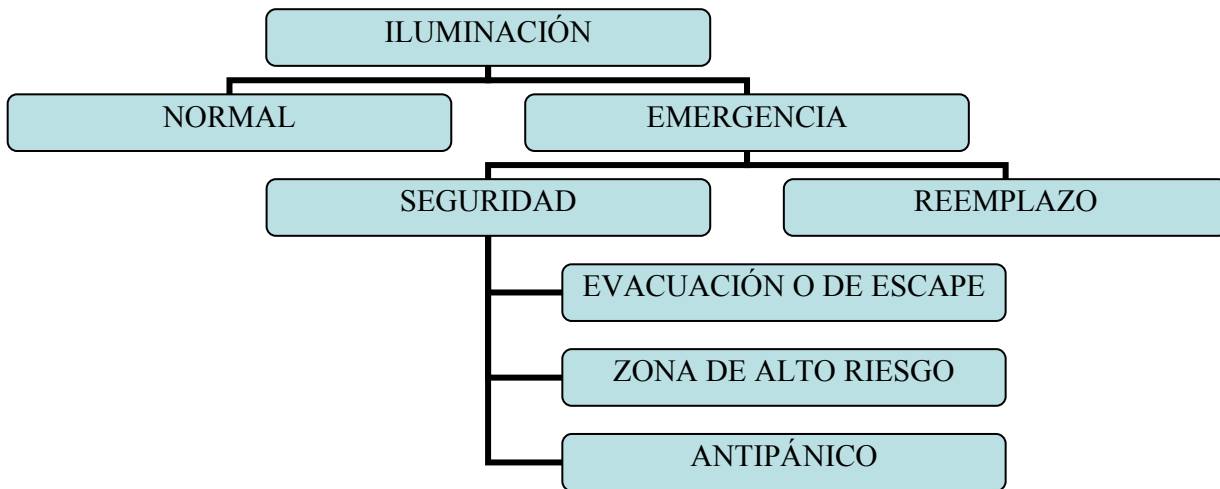 ILUMINACIÓN
NORMAL
EMERGENCIA
SEGURIDAD
REEMPLAZO
EVACUACIÓN O DE ESCAPE
ZONA DE ALTO RIESGO
ANTIPÁNICO